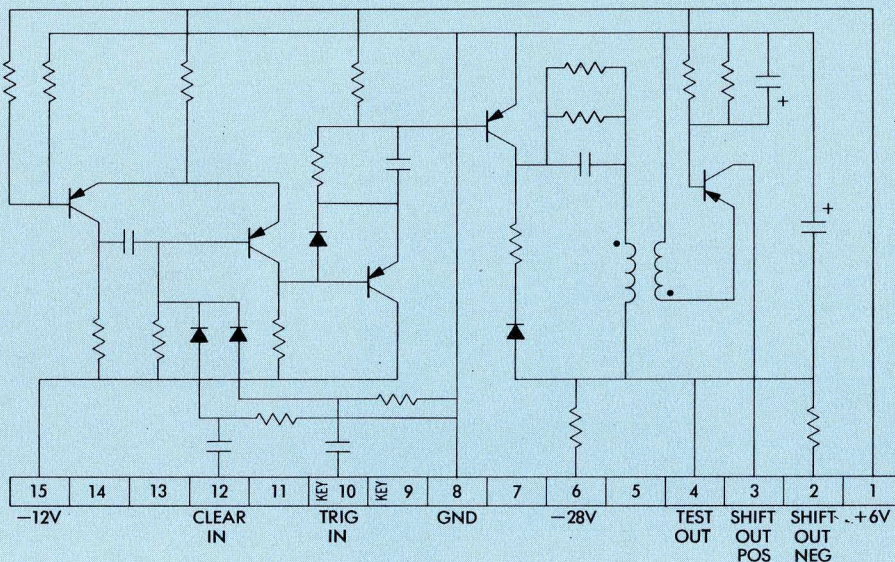 +
+
15 14 13 12 11 KEY 10 KEY 9 8 7 6 5 4 3 2 1
−12V CLEAR IN TRIG IN GND −28V TEST OUT SHIFT OUT POS SHIFT OUT NEG +6V